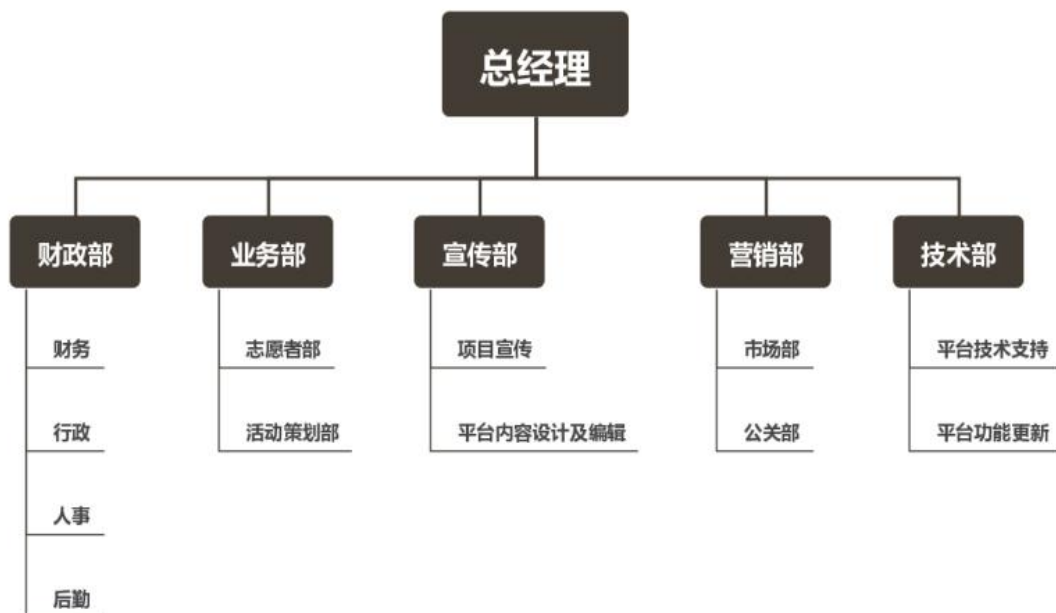 总经理
财政部 业务部 宣传部 营销部 技术部
财务 志愿者部 项目宣传 市场部 平台技术支持
行政 活动策划部 平台内容设计及编辑 公关部 平台功能更新
人事
后勤